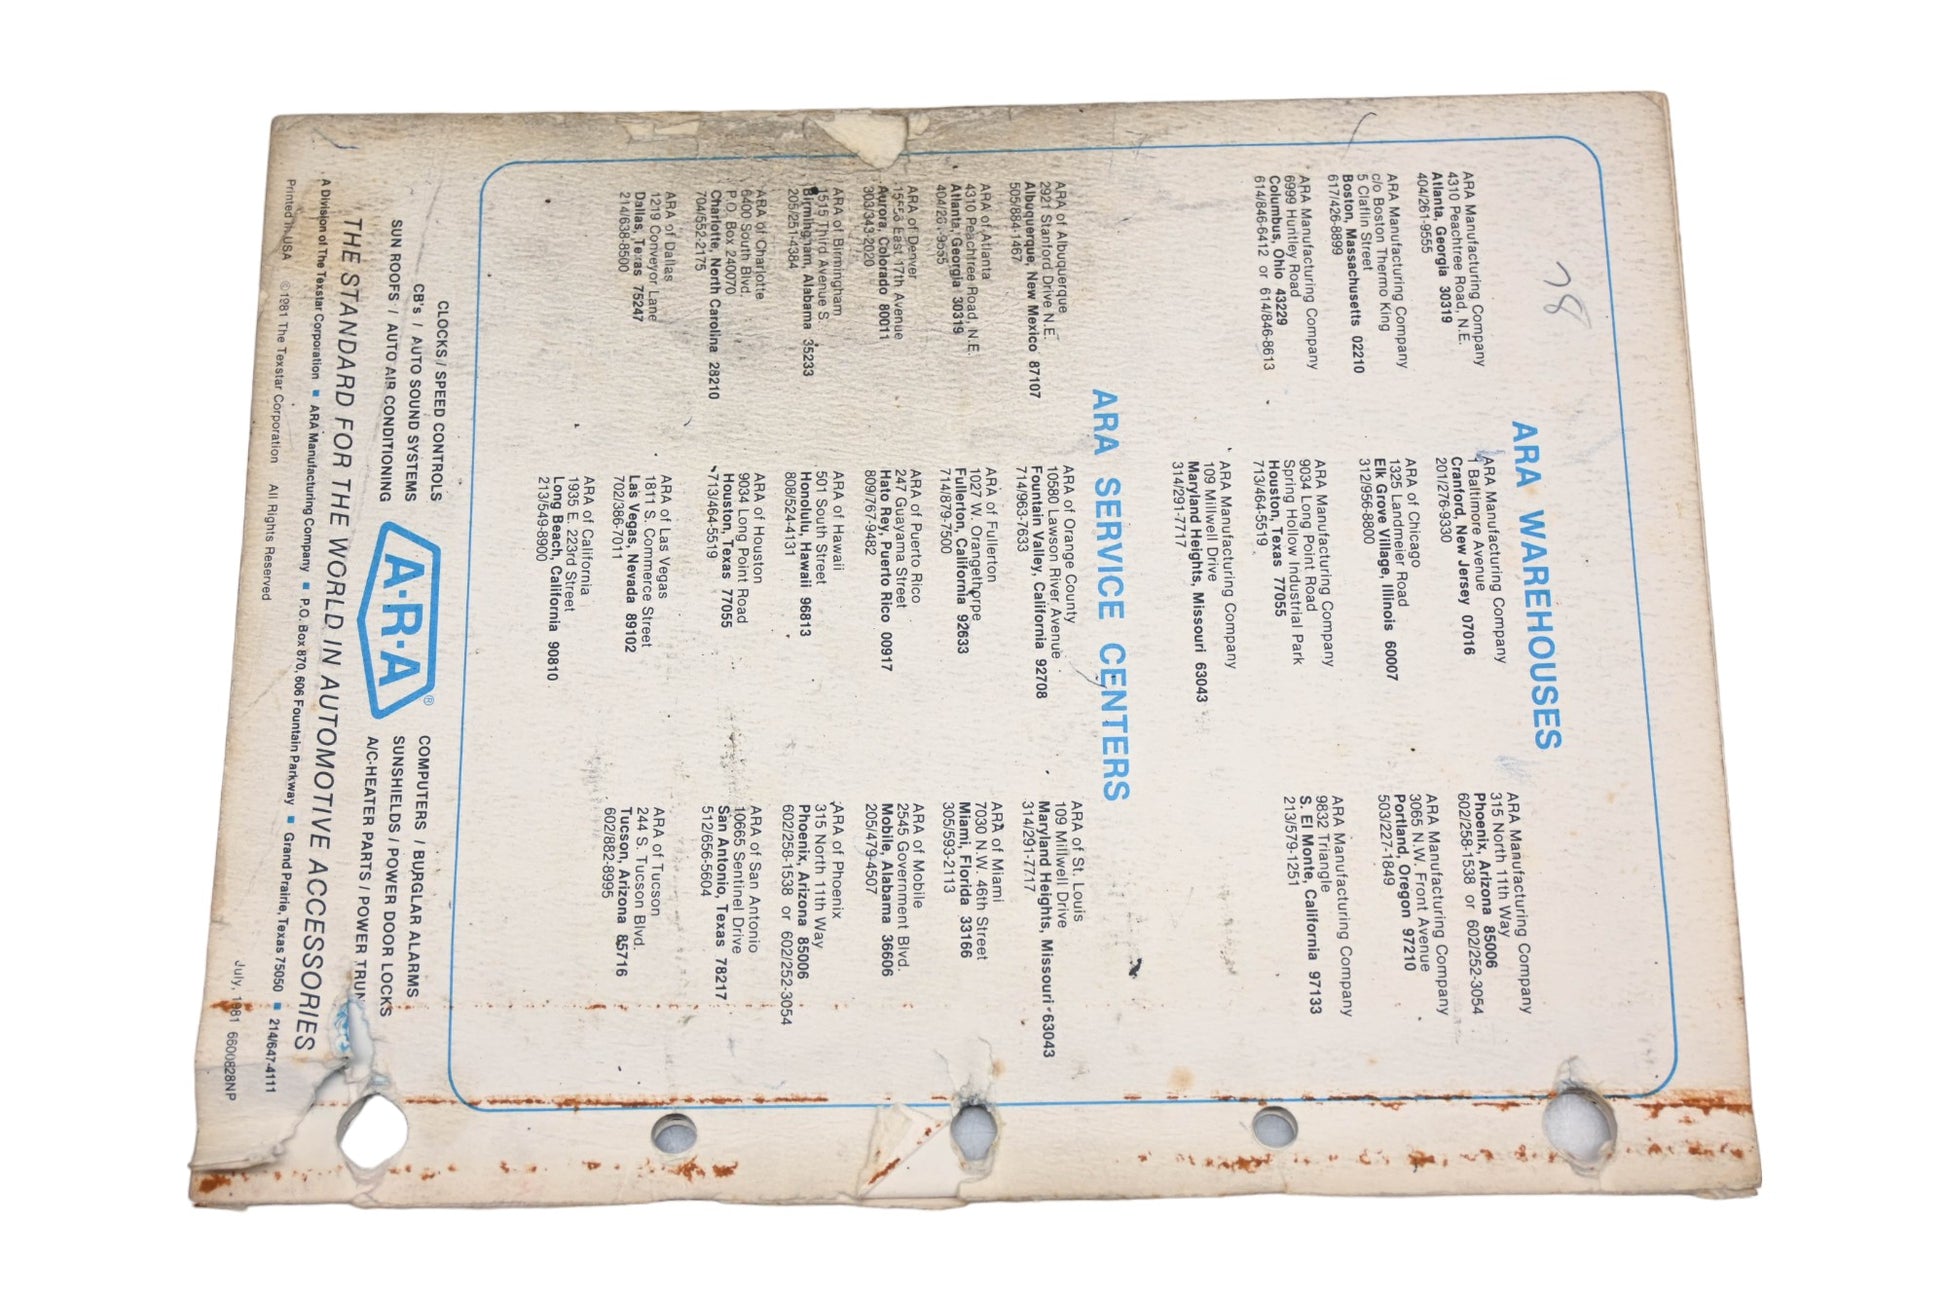 78
ARA WAREHOUSES
ARA Manufacturing Company
4310 Peachtree Road, N.E.
Atlanta, Georgia 30319
404/261-9555
ARA Manufacturing Company
c/o Boston Thermo King
5 Claflin Street
Boston, Massachusetts 02210
617/426-8899
ARA Manufacturing Company
6999 Huntley Road
Columbus, Ohio 43229
614/846-6412 or 614/846-8613
ARA Manufacturing Company
1 Baltimore Avenue
Cranford, New Jersey 07016
201/276-9330
ARA of Chicago
1325 Landmeier Road
Elk Grove Village, Illinois 60007
312/956-8800
ARA Manufacturing Company
9034 Long Point Road
Spring Hollow Industrial Park
Houston, Texas 77055
713/464-5519
ARA Manufacturing Company
109 Millwell Drive
Maryland Heights, Missouri 63043
314/291-7717
ARA Manufacturing Company
315 North 11th Way
Phoenix, Arizona 85006
602/258-1538 or 602/252-3054
ARA Manufacturing Company
3065 N.W. Front Avenue
Portland, Oregon 97210
503/227-1849
ARA Manufacturing Company
9832 Triangle
S. El Monte, California 97133
213/579-1251
ARA SERVICE CENTERS
ARA of Albuquerque
2921 Stanford Drive N.E.
Albuquerque, New Mexico 87107
505/884-1467
ARA of Atlanta
4310 Peachtree Road, N.E.
Atlanta, Georgia 30319
404/261-9555
ARA of Denver
15553 East 17th Avenue
Aurora, Colorado 80011
303/343-2020
ARA of Birmingham
1515 Third Avenue S.
Birmingham, Alabama 35233
205/251-4384
ARA of Charlotte
6400 South Blvd.
P.O. Box 240070
Charlotte, North Carolina 28210
704/552-2175
ARA of Dallas
1219 Conveyor Lane
Dallas, Texas 75247
214/638-8500
ARA of Orange County
10580 Lawson River Avenue
Fountain Valley, California 92708
714/963-7633
ARA of Fullerton
1027 W. Orangethorpe
Fullerton, California 92633
714/879-7500
ARA of Puerto Rico
247 Guayama Street
Hato Rey, Puerto Rico 00917
809/767-9482
ARA of Hawaii
501 South Street
Honolulu, Hawaii 96813
808/524-4131
ARA of Houston
9034 Long Point Road
Houston, Texas 77055
713/464-5519
ARA of Las Vegas
1811 S. Commerce Street
Las Vegas, Nevada 89102
702/386-7011
ARA of California
1935 E. 223rd Street
Long Beach, California 90810
213/549-8900
ARA of St. Louis
109 Millwell Drive
Maryland Heights, Missouri 63043
314/291-7717
ARA of Miami
7030 N.W. 46th Street
Miami, Florida 33166
305/593-2113
ARA of Mobile
2545 Government Blvd.
Mobile, Alabama 36606
205/479-4507
ARA of Phoenix
315 North 11th Way
Phoenix, Arizona 85006
602/258-1538 or 602/252-3054
ARA of San Antonio
10665 Sentinel Drive
San Antonio, Texas 78217
512/656-5604
ARA of Tucson
244 S. Tucson Blvd.
Tucson, Arizona 85716
602/882-8995
CLOCKS / SPEED CONTROLS
CB's / AUTO SOUND SYSTEMS
SUN ROOFS / AUTO AIR CONDITIONING
A·R·A®
COMPUTERS / BURGLAR ALARMS
SUNSHIELDS / POWER DOOR LOCKS
A/C-HEATER PARTS / POWER TRUN
THE STANDARD FOR THE WORLD IN AUTOMOTIVE ACCESSORIES
A Division of The Texstar Corporation ■ ARA Manufacturing Company ■ P.O. Box 870, 606 Fountain Parkway ■ Grand Prairie, Texas 75050 ■ 214/647-4111
Printed in USA ©1981 The Texstar Corporation All Rights Reserved
July, 1981 6600828NP